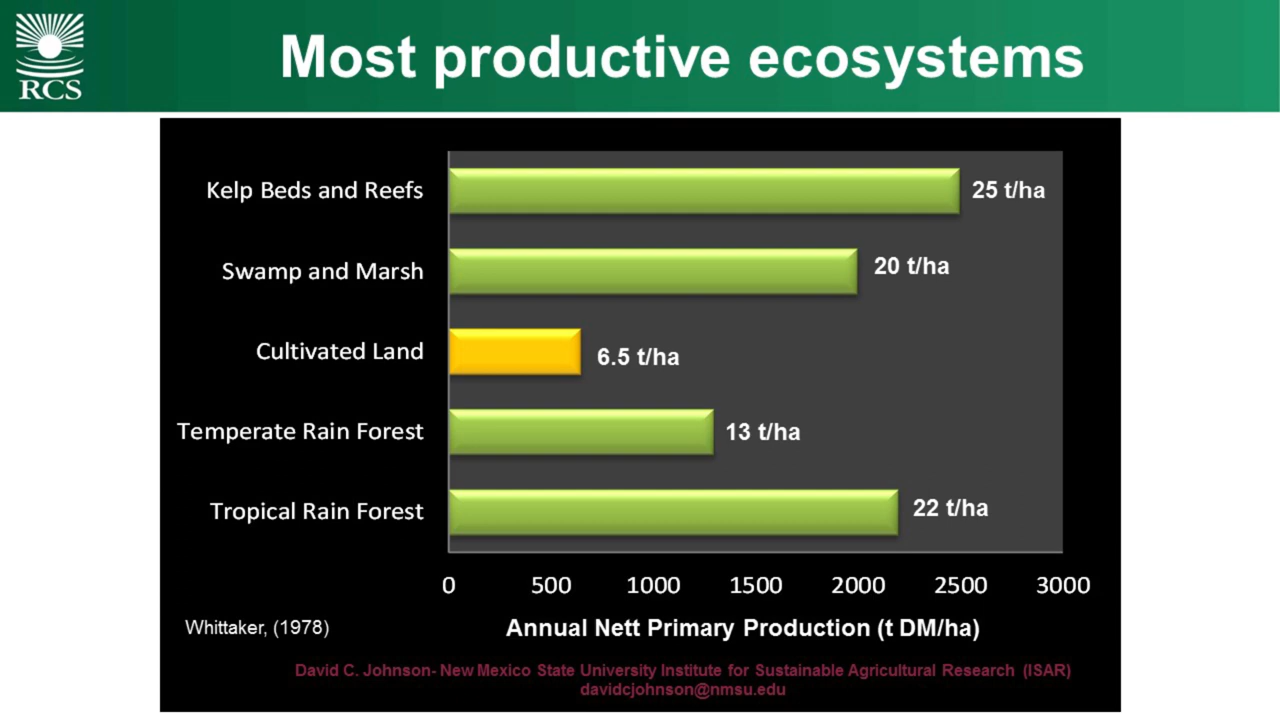 RCS
Most productive ecosystems
Kelp Beds and Reefs
25 t/ha
Swamp and Marsh
20 t/ha
Cultivated Land
6.5 t/ha
Temperate Rain Forest
13 t/ha
Tropical Rain Forest
22 t/ha
0 500 1000 1500 2000 2500 3000
Whittaker, (1978)
Annual Nett Primary Production (t DM/ha)
David C. Johnson- New Mexico State University Institute for Sustainable Agricultural Research (ISAR)
davidcjohnson@nmsu.edu